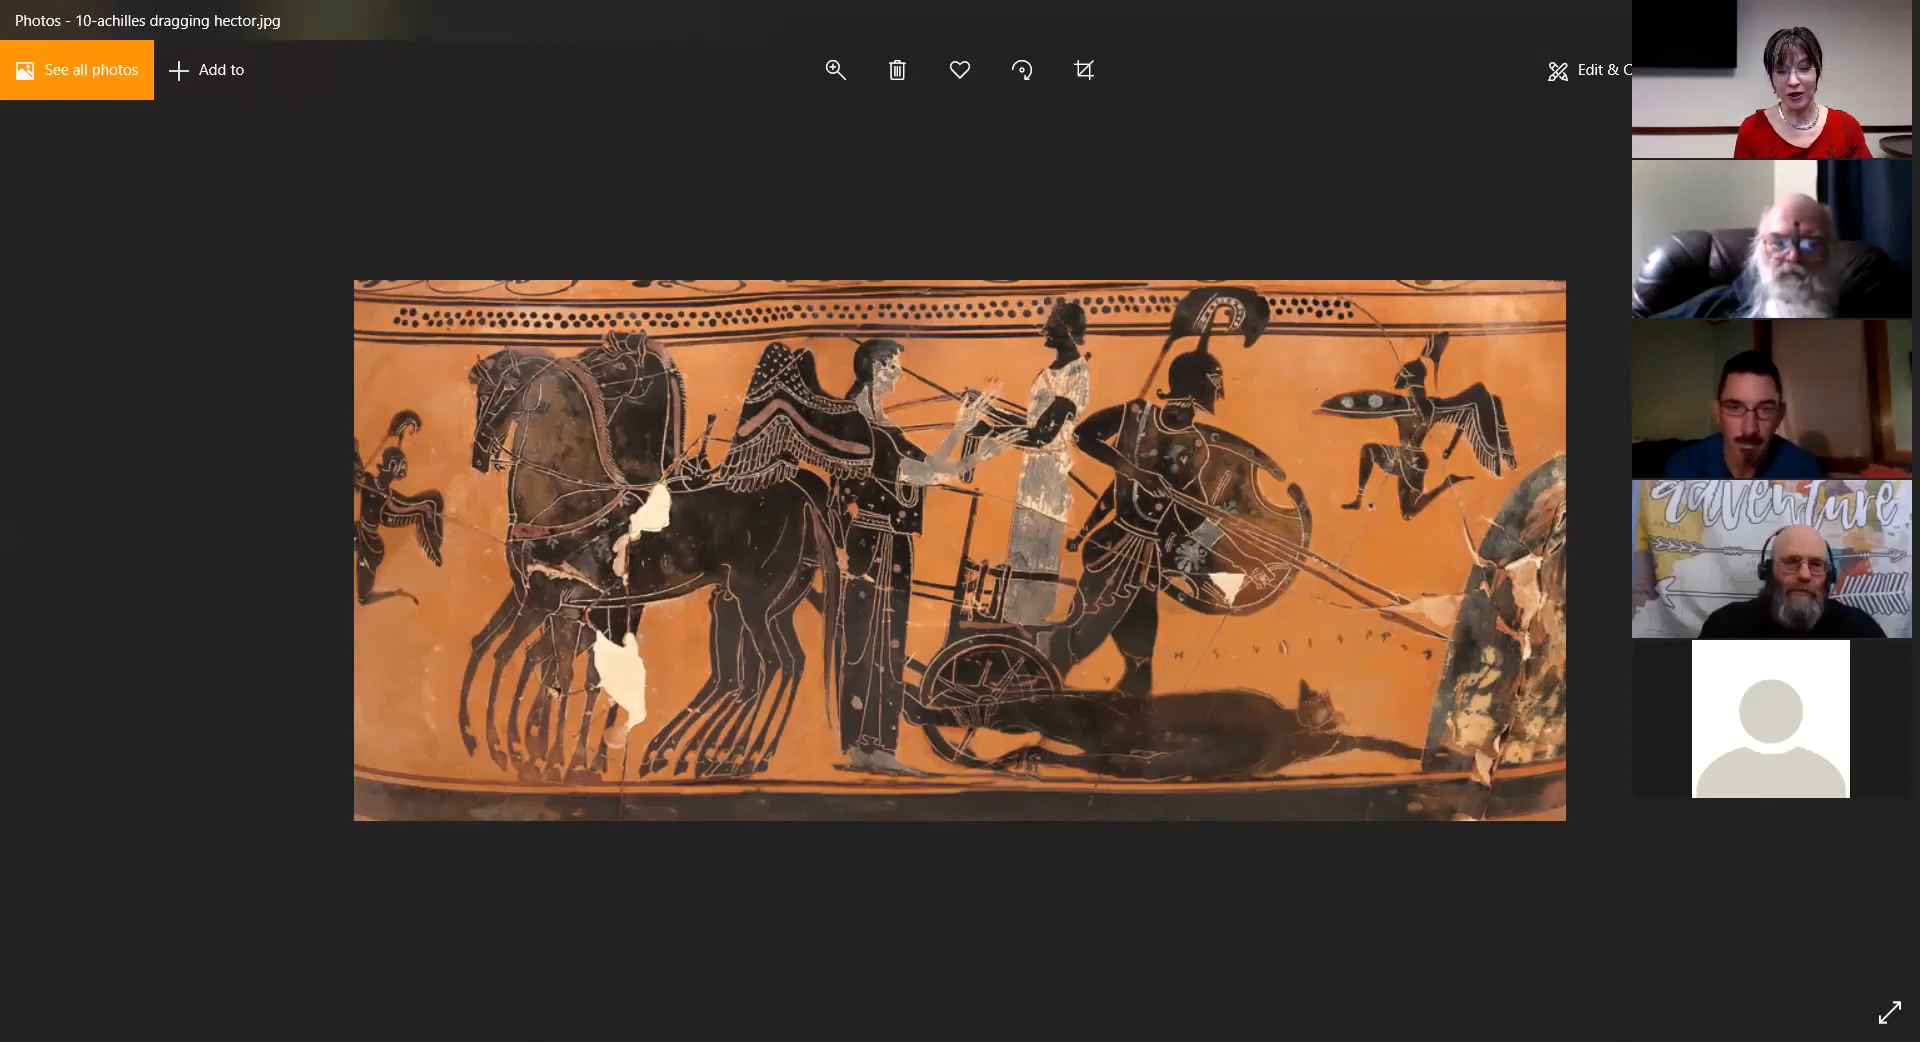 Photos - 10-achilles dragging hector.jpg
See all photos
Add to
Edit & C
adventure